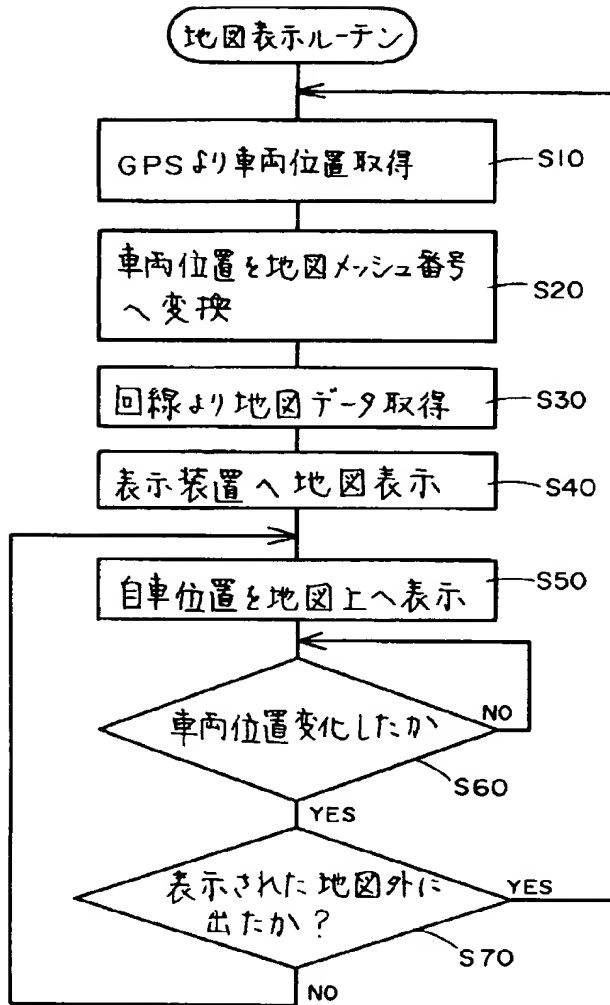 地図表示ルーテン
GPSより車両位置取得
S10
車両位置を地図メッシュ番号
へ変換
S20
回線より地図データ取得
S30
表示装置へ地図表示
S40
自車位置を地図上へ表示
S50
車両位置変化したか
NO
S60
YES
表示された地図外に
出たか?
YES
S70
NO